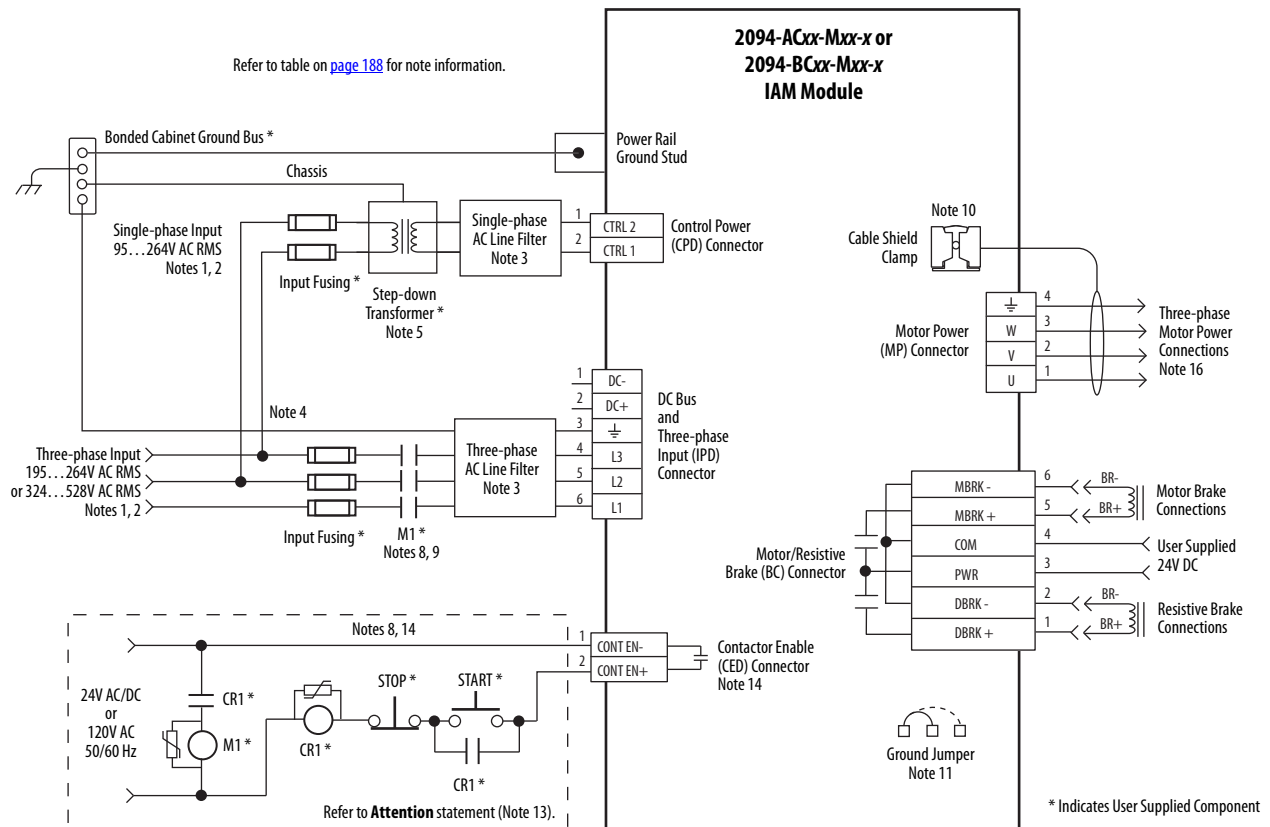 2094-ACxx-Mxx-x or
2094-BCxx-Mxx-x
IAM Module
Refer to table on page 188 for note information.
Bonded Cabinet Ground Bus *
Power Rail
Ground Stud
Chassis
Single-phase Input
95…264V AC RMS
Notes 1, 2
Input Fusing *
Step-down
Transformer *
Note 5
Single-phase
AC Line Filter
Note 3
1
2
CTRL 2
CTRL 1
Control Power
(CPD) Connector
Note 10
Cable Shield
Clamp
Motor Power
(MP) Connector
W
V
U
4
3
2
1
Three-phase
Motor Power
Connections
Note 16
Note 4
Three-phase Input
195…264V AC RMS
or 324…528V AC RMS
Notes 1, 2
Input Fusing *
M1 *
Notes 8, 9
Three-phase
AC Line Filter
Note 3
1
2
3
4
5
6
DC-
DC+
L3
L2
L1
DC Bus
and
Three-phase
Input (IPD)
Connector
Motor/Resistive
Brake (BC) Connector
MBRK -
MBRK +
COM
PWR
DBRK -
DBRK +
6
5
4
3
2
1
BR-
BR+
Motor Brake
Connections
User Supplied
24V DC
BR-
BR+
Resistive Brake
Connections
Notes 8, 14
24V AC/DC
or
120V AC
50/60 Hz
CR1 *
M1 *
CR1 *
STOP *
START *
CR1 *
1
2
CONT EN-
CONT EN+
Contactor Enable
(CED) Connector
Note 14
Refer to Attention statement (Note 13).
Ground Jumper
Note 11
* Indicates User Supplied Component